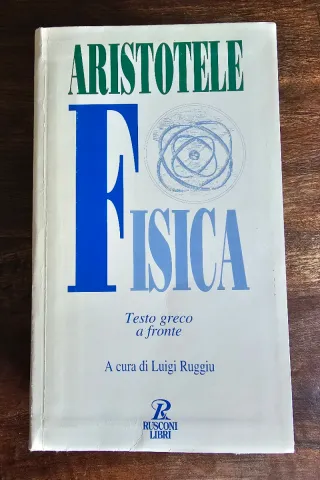 ARISTOTELE
FISICA
Testo greco
a fronte
A cura di Luigi Ruggiu
RUSCONI
LIBRI